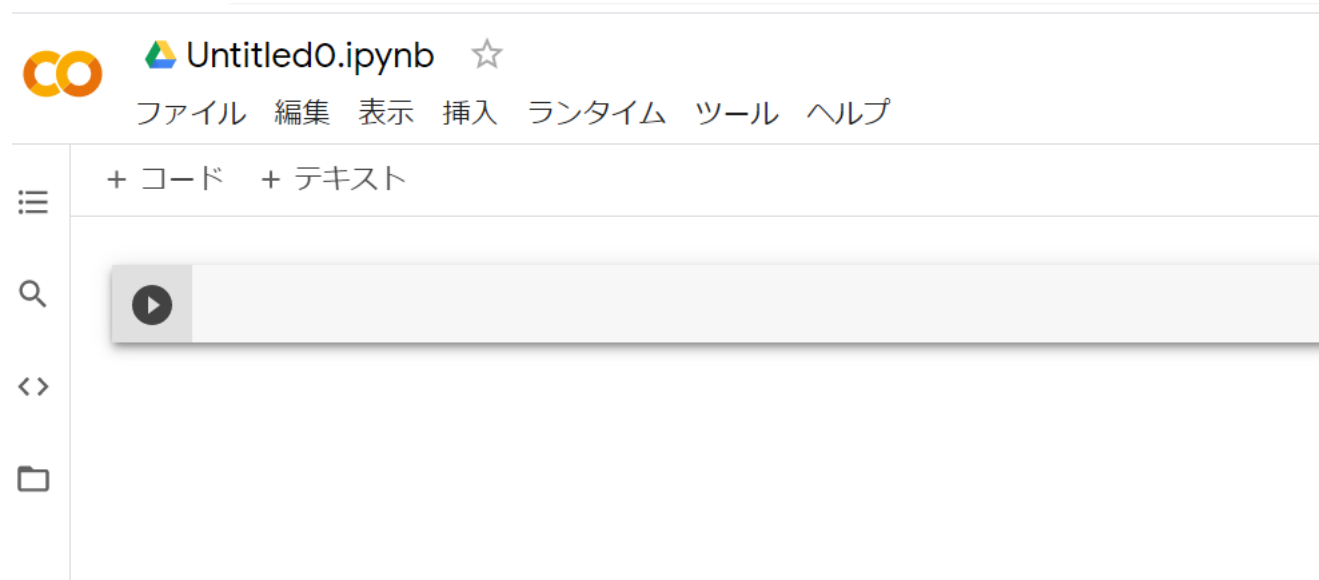 Untitled0.ipynb
ファイル 編集 表示 挿入 ランタイム ツール ヘルプ
+ コード + テキスト